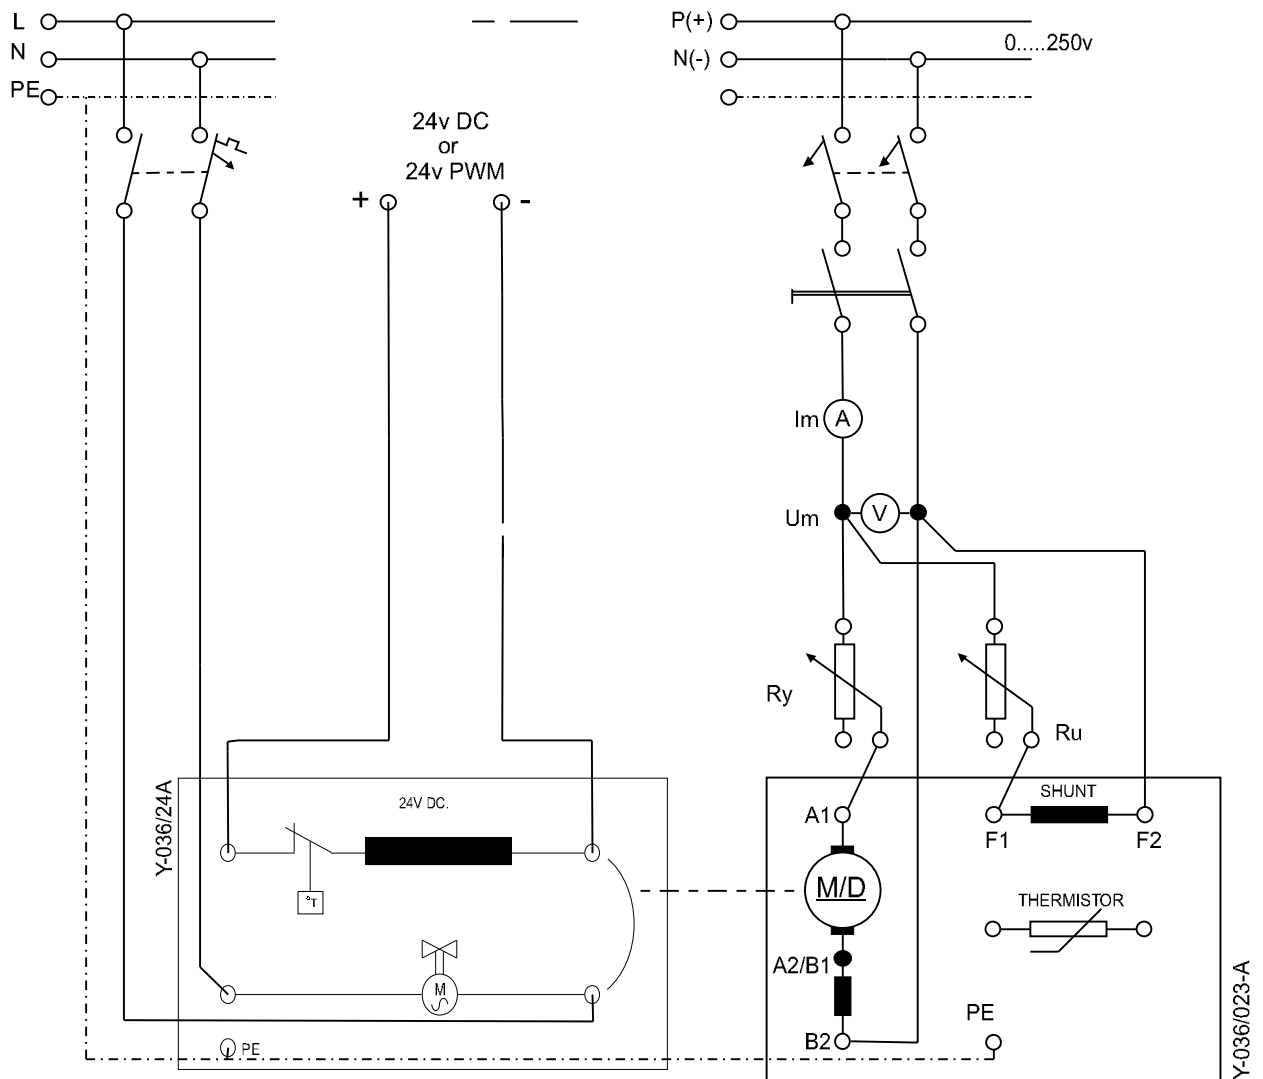 L
N
PE
P(+)
N(-)
0.....250v
24v DC
or
24v PWM
+
-
Im
A
Um
V
Ry
Ru
Y-036/24A
24V DC.
°T
M
PE
A1
M/D
A2/B1
B2
SHUNT
F1
F2
THERMISTOR
PE
Y-036/023-A